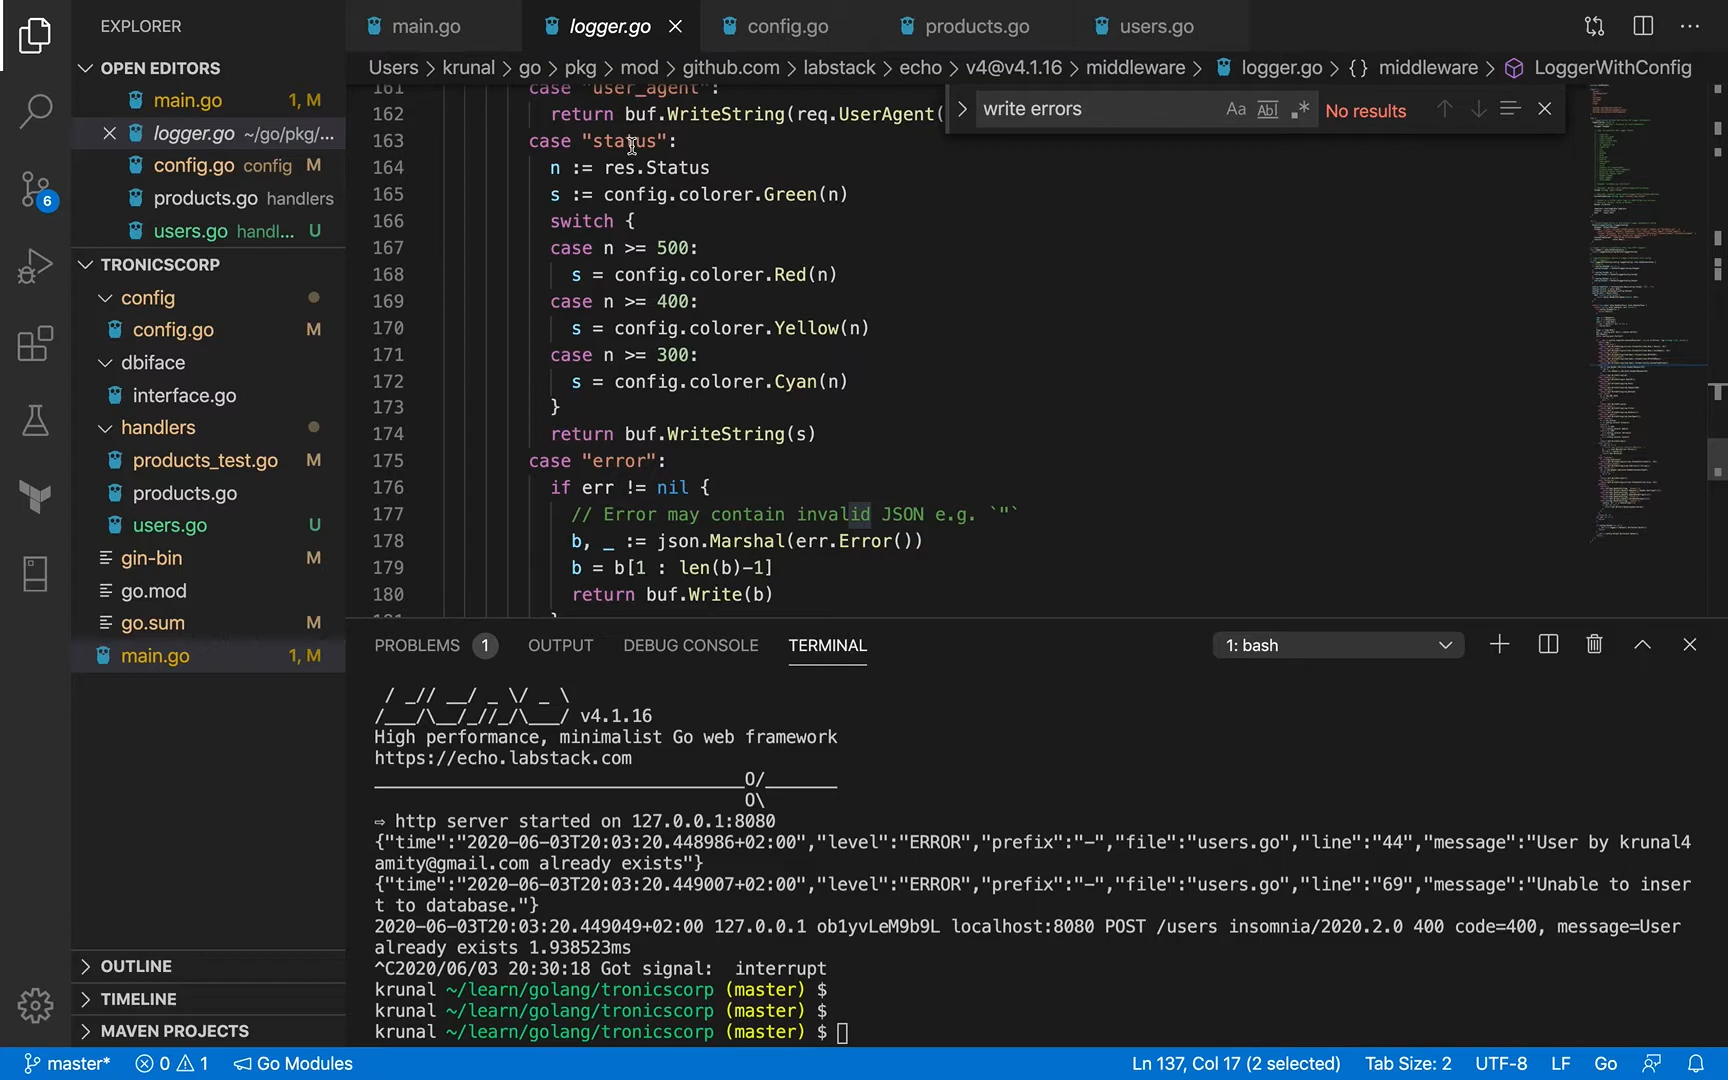 EXPLORER
main.go
logger.go
config.go
products.go
users.go
OPEN EDITORS
Users > krunal > go > pkg > mod > github.com > labstack > echo > v4@v4.1.16 > middleware > logger.go > {} middleware > LoggerWithConfig
main.go 1, M
logger.go ~/go/pkg/...
config.go config M
products.go handlers
users.go handl... U
6
TRONICSCORP
config
config.go M
dbiface
interface.go
handlers
products_test.go M
products.go
users.go U
gin-bin M
go.mod
go.sum M
main.go 1, M
OUTLINE
TIMELINE
MAVEN PROJECTS
write errors Aa Abl .* No results
161 case "user_agent":
162 return buf.WriteString(req.UserAgent(
163 case "status":
164 n := res.Status
165 s := config.colorer.Green(n)
166 switch {
167 case n >= 500:
168 s = config.colorer.Red(n)
169 case n >= 400:
170 s = config.colorer.Yellow(n)
171 case n >= 300:
172 s = config.colorer.Cyan(n)
173 }
174 return buf.WriteString(s)
175 case "error":
176 if err != nil {
177 // Error may contain invalid JSON e.g. `"`
178 b, _ := json.Marshal(err.Error())
179 b = b[1 : len(b)-1]
180 return buf.Write(b)
PROBLEMS 1 OUTPUT DEBUG CONSOLE TERMINAL 1: bash
/ _// __/ _ \/ _ \
/___/\__/_//_/\___/ v4.1.16
High performance, minimalist Go web framework
https://echo.labstack.com
____________________________________O/_______
O\
⇨ http server started on 127.0.0.1:8080
{"time":"2020-06-03T20:03:20.448986+02:00","level":"ERROR","prefix":"-","file":"users.go","line":"44","message":"User by krunal4
amity@gmail.com already exists"}
{"time":"2020-06-03T20:03:20.449007+02:00","level":"ERROR","prefix":"-","file":"users.go","line":"69","message":"Unable to inser
t to database."}
2020-06-03T20:03:20.449049+02:00 127.0.0.1 ob1yvLeM9b9L localhost:8080 POST /users insomnia/2020.2.0 400 code=400, message=User
already exists 1.938523ms
^C2020/06/03 20:30:18 Got signal:  interrupt
krunal ~/learn/golang/tronicscorp (master) $
krunal ~/learn/golang/tronicscorp (master) $
krunal ~/learn/golang/tronicscorp (master) $
master* 0 1 Go Modules Ln 137, Col 17 (2 selected) Tab Size: 2 UTF-8 LF Go